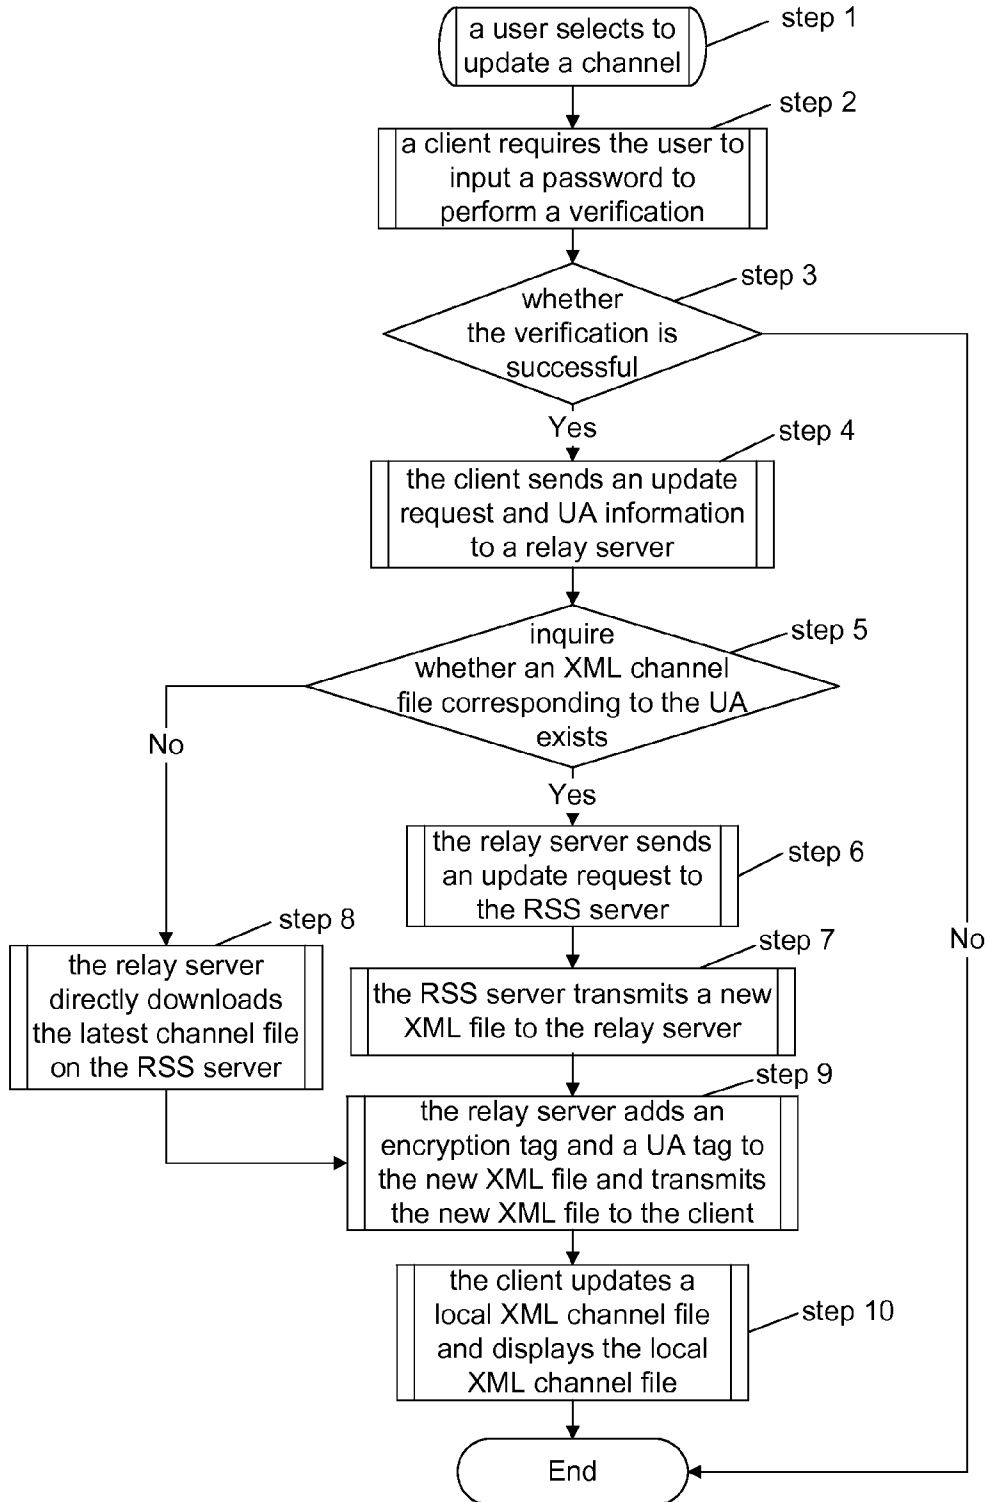 a user selects to
update a channel
step 1
step 2
a client requires the user to
input a password to
perform a verification
step 3
whether
the verification is
successful
Yes
step 4
the client sends an update
request and UA information
to a relay server
step 5
inquire
whether an XML channel
file corresponding to the UA
exists
No
Yes
the relay server sends
an update request to
the RSS server
step 6
step 8
the relay server
directly downloads
the latest channel file
on the RSS server
step 7
No
the RSS server transmits a new
XML file to the relay server
step 9
the relay server adds an
encryption tag and a UA tag to
the new XML file and transmits
the new XML file to the client
the client updates a
local XML channel file
and displays the local
XML channel file
step 10
End